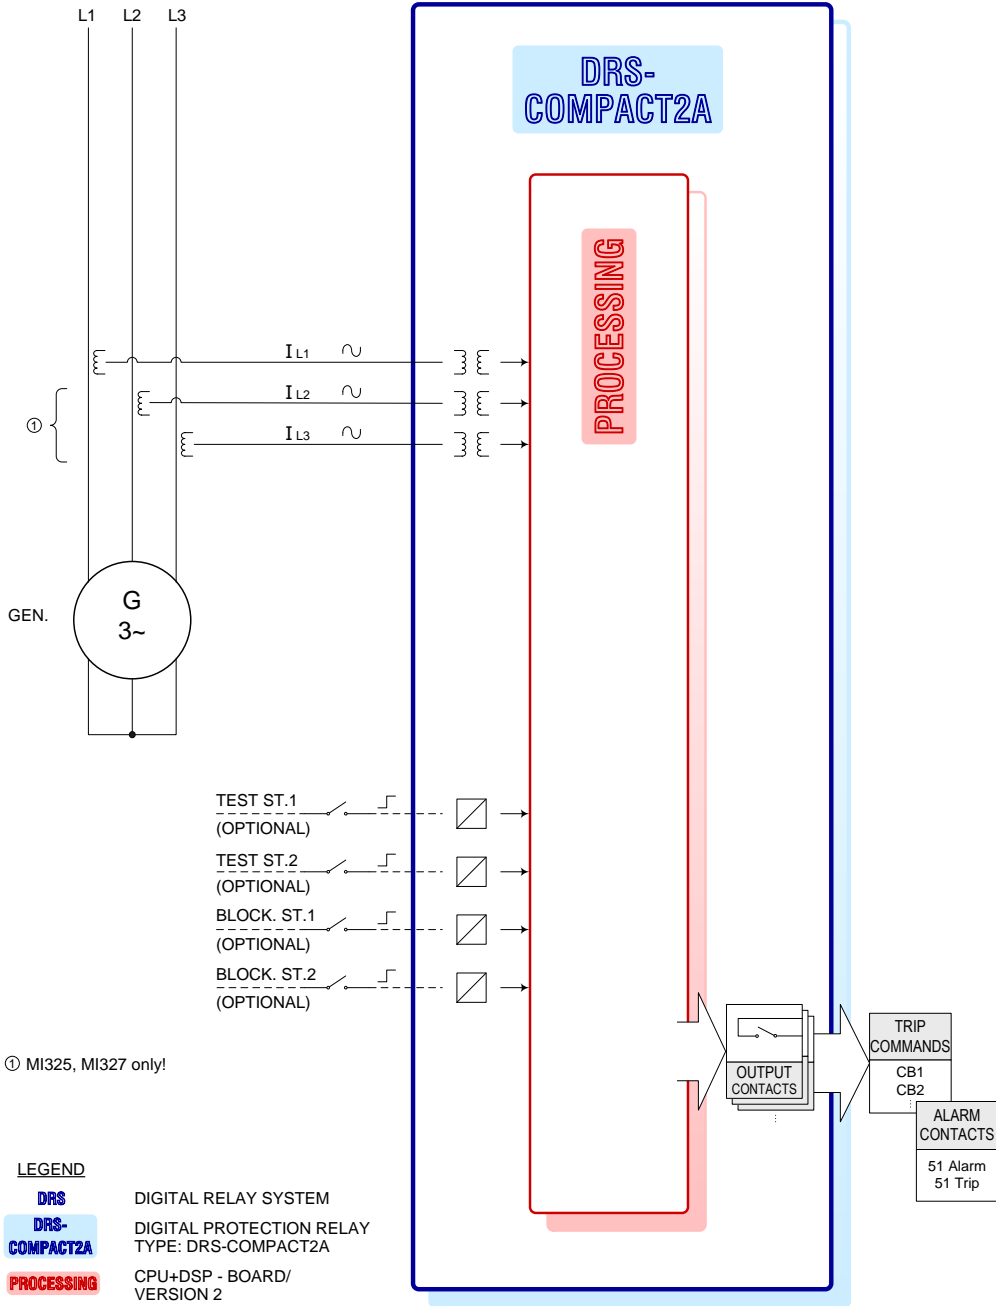 L1 L2 L3
DRS-
COMPACT2A
PROCESSING
I L1
I L2
①
I L3
G
3~
GEN.
TEST ST.1
(OPTIONAL)
TEST ST.2
(OPTIONAL)
BLOCK. ST.1
(OPTIONAL)
BLOCK. ST.2
(OPTIONAL)
① MI325, MI327 only!
OUTPUT
CONTACTS
TRIP
COMMANDS
CB1
CB2
ALARM
CONTACTS
51 Alarm
51 Trip
LEGEND
DRS DIGITAL RELAY SYSTEM
DRS-
COMPACT2A
DIGITAL PROTECTION RELAY
TYPE: DRS-COMPACT2A
PROCESSING
CPU+DSP - BOARD/
VERSION 2